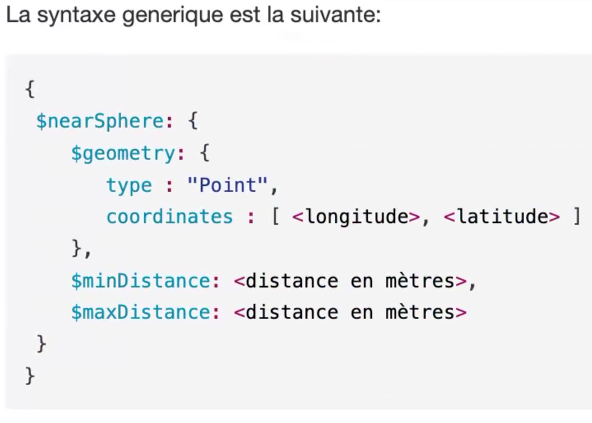 La syntaxe generique est la suivante:
{
$nearSphere: {
$geometry: {
type : "Point",
coordinates : [ <longitude>, <latitude> ]
},
$minDistance: <distance en mètres>,
$maxDistance: <distance en mètres>
}
}